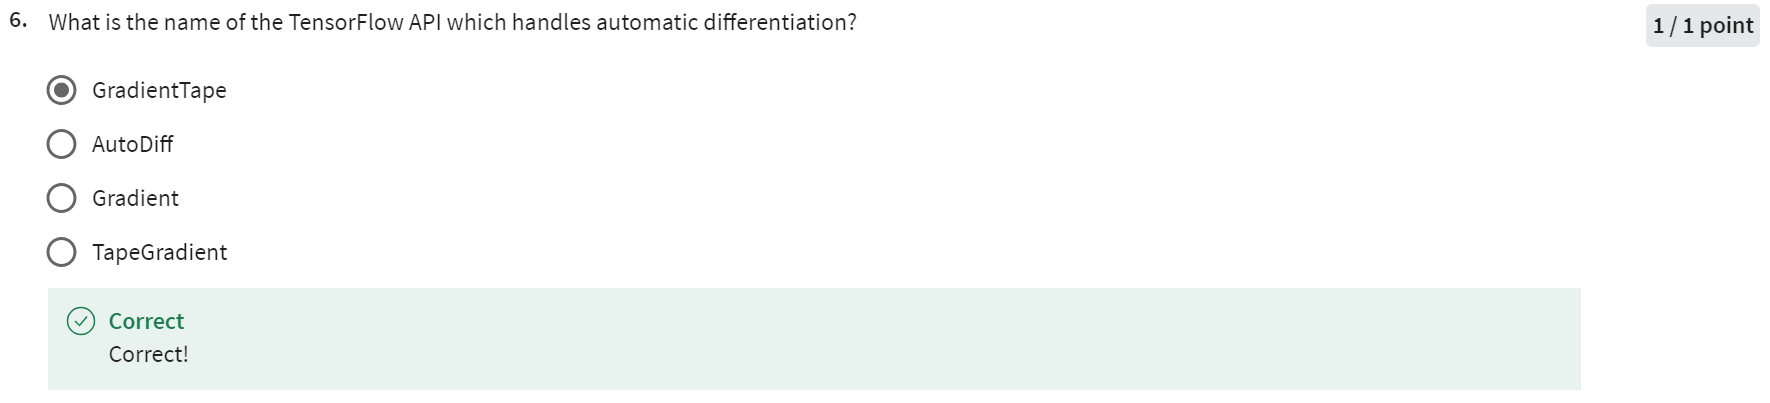 6. What is the name of the TensorFlow API which handles automatic differentiation?
1 / 1 point
GradientTape
AutoDiff
Gradient
TapeGradient
Correct
Correct!